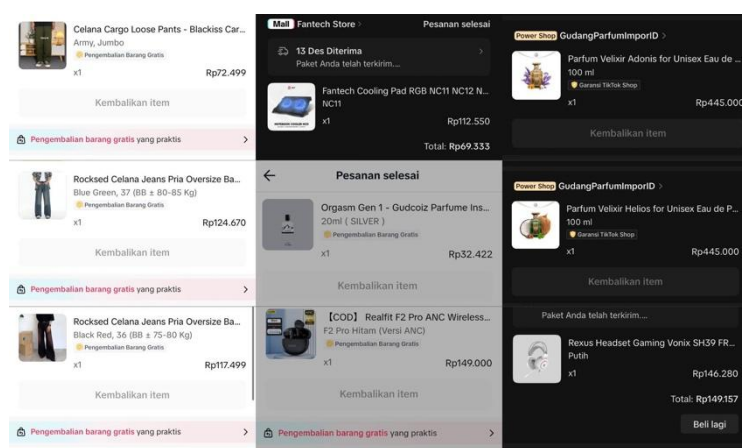 Celana Cargo Loose Pants - Blackiss Car...
Army, Jumbo
Pengembalian Barang Gratis
x1 Rp72.499
Kembalikan item
Pengembalian barang gratis yang praktis
Rocksed Celana Jeans Pria Oversize Ba...
Blue Green, 37 (BB ± 80-85 Kg)
Pengembalian Barang Gratis
x1 Rp124.670
Kembalikan item
Pengembalian barang gratis yang praktis
Rocksed Celana Jeans Pria Oversize Ba...
Black Red, 36 (BB ± 75-80 Kg)
Pengembalian Barang Gratis
x1 Rp117.499
Kembalikan item
Pengembalian barang gratis yang praktis
Mall Fantech Store Pesanan selesai
13 Des Diterima
Paket Anda telah terkirim....
Fantech Cooling Pad RGB NC11 NC12 N...
NC11
x1 Rp112.550
Total: Rp69.333
Pesanan selesai
Orgasm Gen 1 - Gudcoiz Parfume Ins...
20ml ( SILVER )
Pengembalian Barang Gratis
x1 Rp32.422
Kembalikan item
【COD】 Realfit F2 Pro ANC Wireless...
F2 Pro Hitam (Versi ANC)
Pengembalian Barang Gratis
x1 Rp149.000
Kembalikan item
Pengembalian barang gratis yang praktis
Power Shop GudangParfumImporID
Parfum Velixir Adonis for Unisex Eau de ...
100 ml
Garansi TikTok Shop
x1 Rp445.000
Kembalikan item
Power Shop GudangParfumImporID
Parfum Velixir Helios for Unisex Eau de P...
100 ml
Garansi TikTok Shop
x1 Rp445.000
Kembalikan item
Paket Anda telah terkirim....
Rexus Headset Gaming Vonix SH39 FR...
Putih
x1 Rp146.280
Total: Rp149.157
Beli lagi